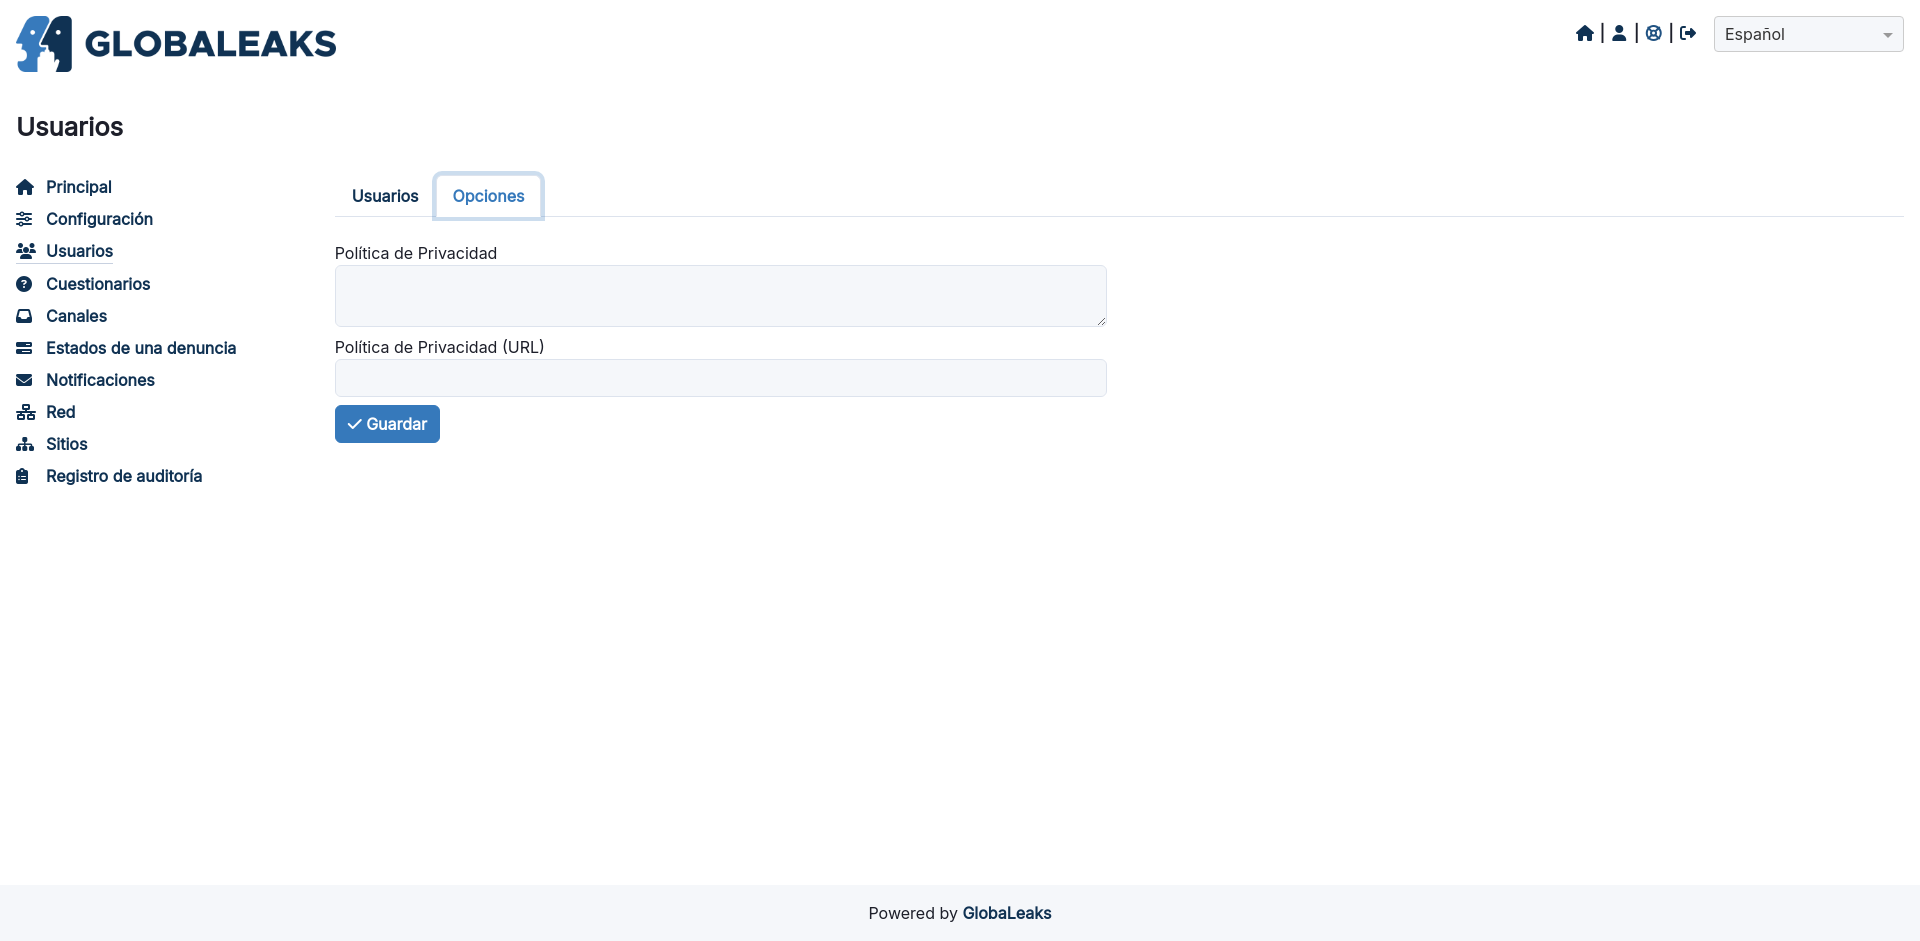 GLOBALEAKS
Español
Usuarios
Principal
Configuración
Usuarios
Cuestionarios
Canales
Estados de una denuncia
Notificaciones
Red
Sitios
Registro de auditoría
Usuarios
Opciones
Política de Privacidad
Política de Privacidad (URL)
Guardar
Powered by GlobaLeaks